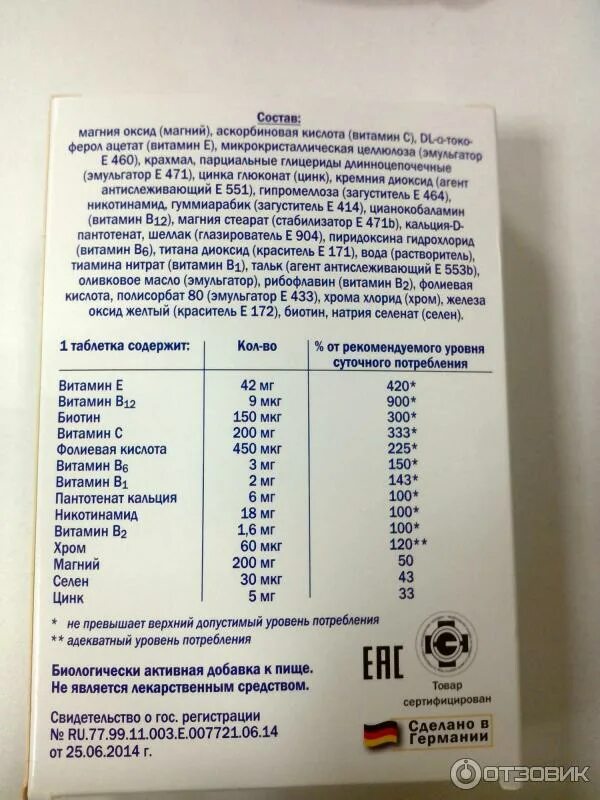 Состав:
магния оксид (магний), аскорбиновая кислота (витамин С), DL-α-токо-
ферол ацетат (витамин Е), микрокристаллическая целлюлоза (эмульгатор
Е 460), крахмал, парциальные глицериды длинноцепочечные
(эмульгатор Е 471), цинка глюконат (цинк), кремния диоксид (агент
антислеживающий Е 551), гипромеллоза (загуститель Е 464),
никотинамид, гуммиарабик (загуститель Е 414), цианокобаламин
(витамин В12), магния стеарат (стабилизатор Е 471b), кальция-D-
пантотенат, шеллак (глазирователь Е 904), пиридоксина гидрохлорид
(витамин В6), титана диоксид (краситель Е 171), вода (растворитель),
тиамина нитрат (витамин В1), тальк (агент антислеживающий Е 553b),
оливковое масло (эмульгатор), рибофлавин (витамин В2), фолиевая
кислота, полисорбат 80 (эмульгатор Е 433), хрома хлорид (хром), железа
оксид желтый (краситель Е 172), биотин, натрия селенат (селен).
1 таблетка содержит: Кол-во % от рекомендуемого уровня
суточного потребления
Витамин Е 42 мг 420*
Витамин В12 9 мкг 900*
Биотин 150 мкг 300*
Витамин С 200 мг 333*
Фолиевая кислота 450 мкг 225*
Витамин В6 3 мг 150*
Витамин В1 2 мг 143*
Пантотенат кальция 6 мг 100*
Никотинамид 18 мг 100*
Витамин В2 1,6 мг 100*
Хром 60 мкг 120**
Магний 200 мг 50
Селен 30 мкг 43
Цинк 5 мг 33
* не превышает верхний допустимый уровень потребления
** адекватный уровень потребления
Биологически активная добавка к пище.
Не является лекарственным средством.
Свидетельство о гос. регистрации
№ RU.77.99.11.003.Е.007721.06.14
от 25.06.2014 г.
ЕАС
Товар
сертифицирован
Сделано в
Германии
ОТЗОВИК